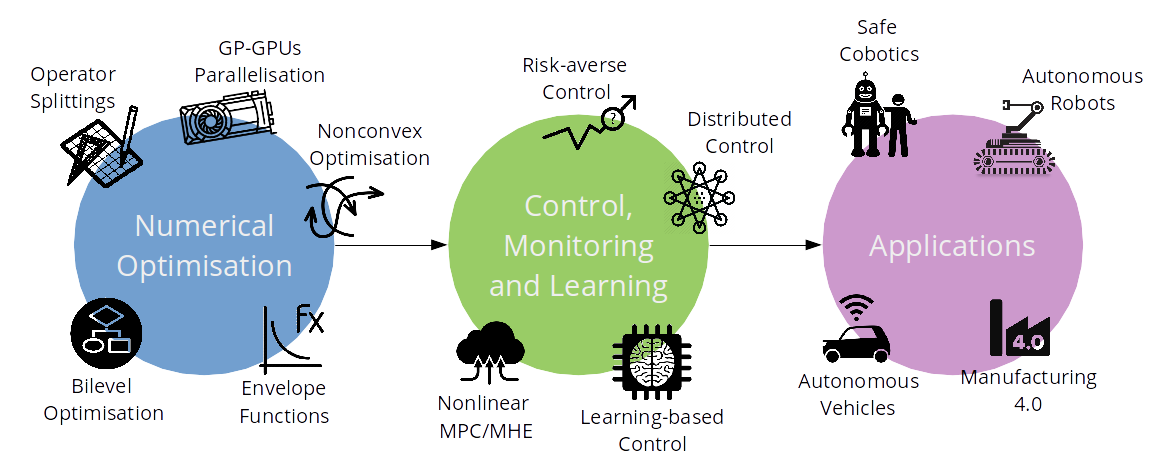 Operator
Splittings
GP-GPUs
Parallelisation
Nonconvex
Optimisation
Numerical
Optimisation
Bilevel
Optimisation
fx
Envelope
Functions
Risk-averse
Control
?
Distributed
Control
Control,
Monitoring
and Learning
Nonlinear
MPC/MHE
Learning-based
Control
Safe
Cobotics
Autonomous
Robots
Applications
Autonomous
Vehicles
4.0
Manufacturing
4.0